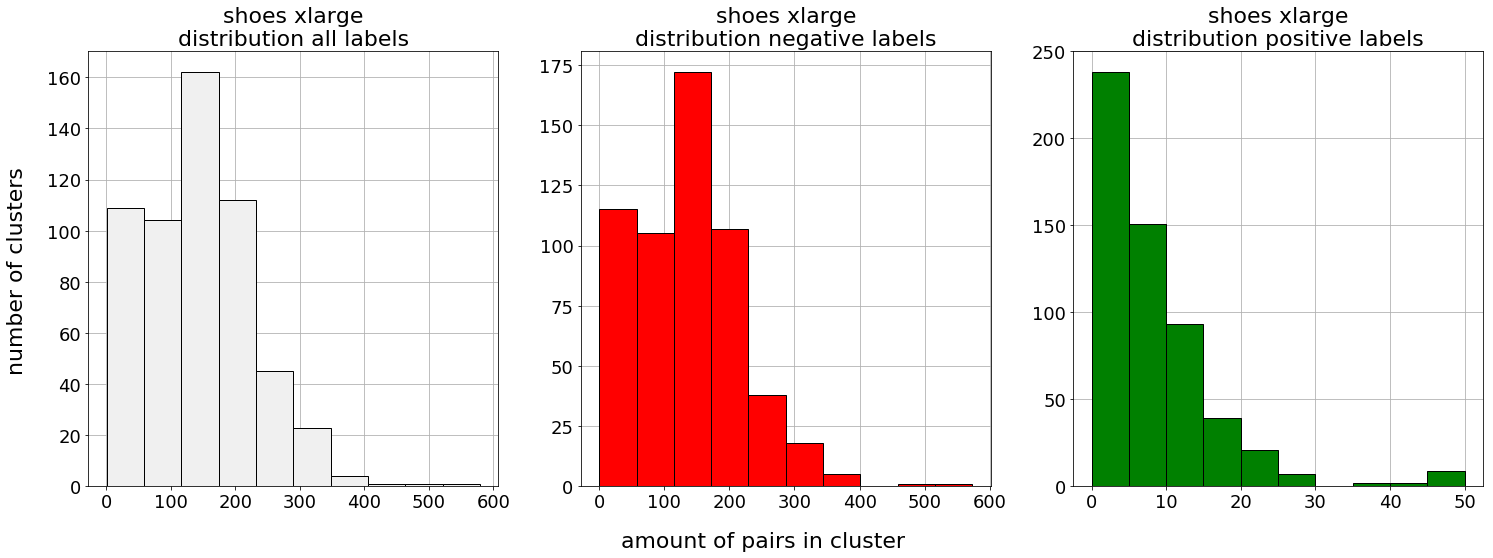 shoes xlarge
distribution all labels
shoes xlarge
distribution negative labels
shoes xlarge
distribution positive labels
number of clusters
160
140
120
100
80
60
40
20
0
0 100 200 300 400 500 600
175
150
125
100
75
50
25
0
0 100 200 300 400 500 600
250
200
150
100
50
0
0 10 20 30 40 50
amount of pairs in cluster